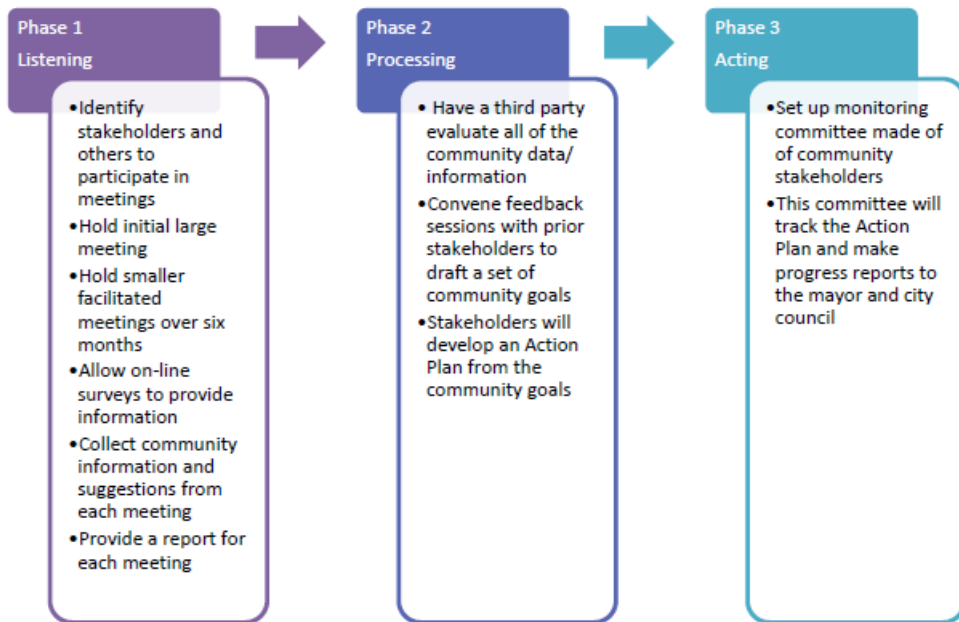 Phase 1
Listening
•Identify
stakeholders and
others to
participate in
meetings
•Hold initial large
meeting
•Hold smaller
facilitated
meetings over six
months
•Allow on-line
surveys to provide
information
•Collect community
information and
suggestions from
each meeting
•Provide a report for
each meeting
Phase 2
Processing
• Have a third party
evaluate all of the
community data/
information
•Convene feedback
sessions with prior
stakeholders to
draft a set of
community goals
•Stakeholders will
develop an Action
Plan from the
community goals
Phase 3
Acting
•Set up monitoring
committee made of
of community
stakeholders
•This committee will
track the Action
Plan and make
progress reports to
the mayor and city
council